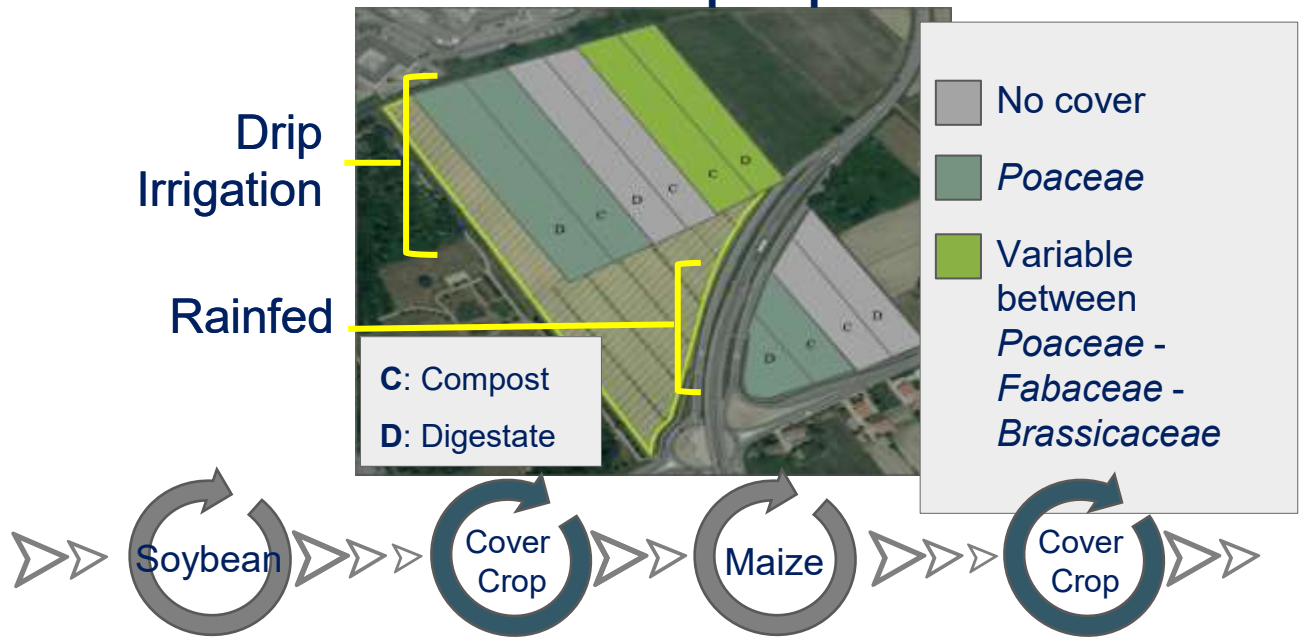 Drip
Irrigation
Rainfed
C: Compost
D: Digestate
D
C
D
C
C
D
D
C
C
D
No cover
Poaceae
Variable
between
Poaceae -
Fabaceae -
Brassicaceae
Soybean
Cover
Crop
Maize
Cover
Crop